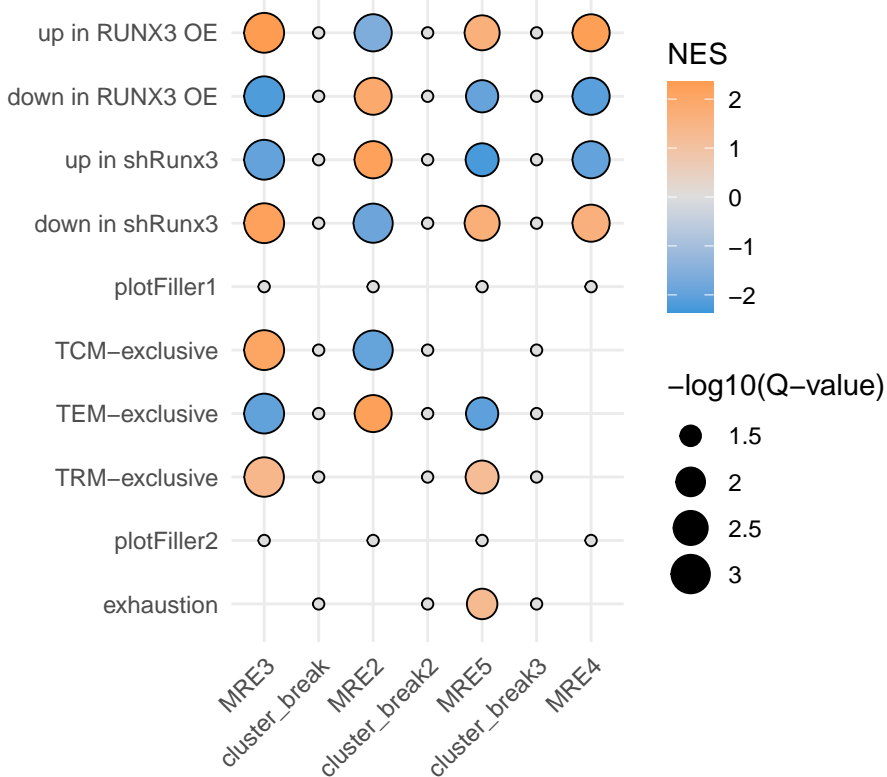 up in RUNX3 OE
down in RUNX3 OE
up in shRunx3
down in shRunx3
plotFiller1
TCM−exclusive
TEM−exclusive
TRM−exclusive
plotFiller2
exhaustion
MRE3
cluster_break
MRE2
cluster_break2
MRE5
cluster_break3
MRE4
NES
2
1
0
−1
−2
−log10(Q−value)
1.5
2
2.5
3